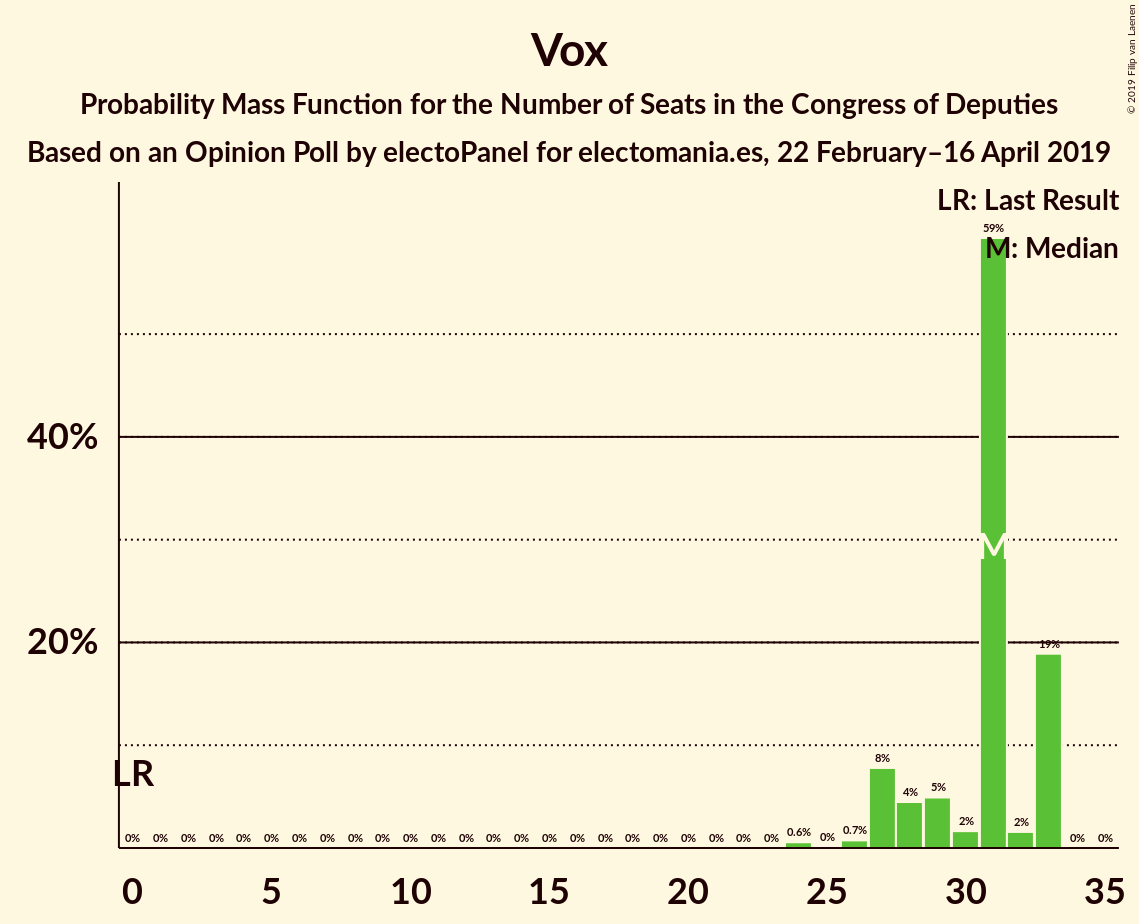 Vox
Probability Mass Function for the Number of Seats in the Congress of Deputies
Based on an Opinion Poll by electoPanel for electomania.es, 22 February–16 April 2019
© 2019 Filip van Laenen
LR: Last Result
M: Median
59%
40%
M
20%
19%
LR
8%
4%
5%
2%
2%
0% 0% 0% 0% 0% 0% 0% 0% 0% 0% 0% 0% 0% 0% 0% 0% 0% 0% 0% 0% 0% 0% 0% 0% 0.6% 0% 0.7% 0% 0%
0 5 10 15 20 25 30 35